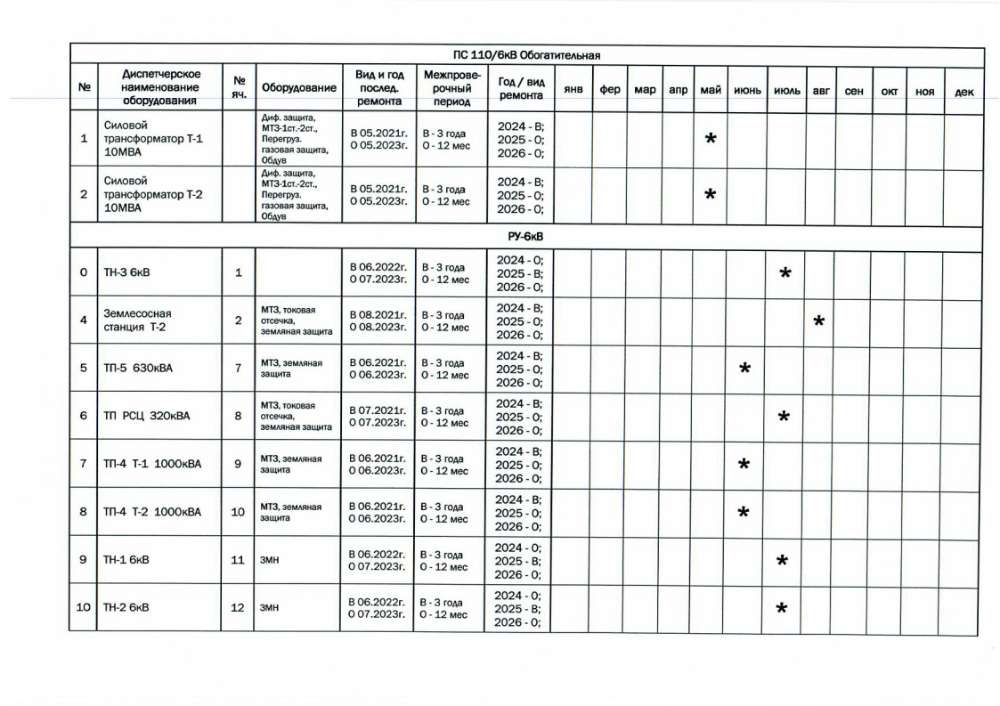 ПС 110/6кВ Обогатительная
№
Диспетчерское
наименование
оборудования
№
яч.
Оборудование
Вид и год
послед.
ремонта
Межпрове-
рочный
период
Год / вид
ремонта
янв
фер
мар
апр
май
июнь
июль
авг
сен
окт
ноя
дек
1
Силовой
трансформатор Т-1
10МВА
Диф. защита,
МТЗ-1ст.-2ст.,
Перегруз.
газовая защита,
Обдув
В 05.2021г.
О 05.2023г.
В - 3 года
О - 12 мес
2024 - В;
2025 - О;
2026 - О;
*
2
Силовой
трансформатор Т-2
10МВА
Диф. защита,
МТЗ-1ст.-2ст.,
Перегруз.
газовая защита,
Обдув
В 05.2021г.
О 05.2023г.
В - 3 года
О - 12 мес
2024 - В;
2025 - О;
2026 - О;
*
РУ-6кВ
0
ТН-3 6кВ
1
В 06.2022г.
О 07.2023г.
В - 3 года
О - 12 мес
2024 - О;
2025 - В;
2026 - О;
*
4
Землесосная
станция Т-2
2
МТЗ, токовая
отсечка,
земляная защита
В 08.2021г.
О 08.2023г.
В - 3 года
О - 12 мес
2024 - В;
2025 - О;
2026 - О;
*
5
ТП-5 630кВА
7
МТЗ, земляная
защита
В 06.2021г.
О 06.2023г.
В - 3 года
О - 12 мес
2024 - В;
2025 - О;
2026 - О;
*
6
ТП РСЦ 320кВА
8
МТЗ, токовая
отсечка,
земляная защита
В 07.2021г.
О 07.2023г.
В - 3 года
О - 12 мес
2024 - В;
2025 - О;
2026 - О;
*
7
ТП-4 Т-1 1000кВА
9
МТЗ, земляная
защита
В 06.2021г.
О 06.2023г.
В - 3 года
О - 12 мес
2024 - В;
2025 - О;
2026 - О;
*
8
ТП-4 Т-2 1000кВА
10
МТЗ, земляная
защита
В 06.2021г.
О 06.2023г.
В - 3 года
О - 12 мес
2024 - В;
2025 - О;
2026 - О;
*
9
ТН-1 6кВ
11
ЗМН
В 06.2022г.
О 07.2023г.
В - 3 года
О - 12 мес
2024 - О;
2025 - В;
2026 - О;
*
10
ТН-2 6кВ
12
ЗМН
В 06.2022г.
О 07.2023г.
В - 3 года
О - 12 мес
2024 - О;
2025 - В;
2026 - О;
*